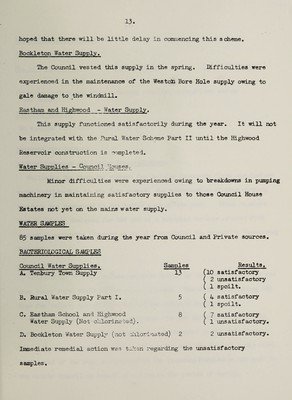 13.
hoped that there will be little delay in commencing this scheme.
Bockleton Water Supply.
The Council vested this supply in the spring. Difficulties were
experienced in the maintenance of the Weston Bore Hole supply owing to
gale damage to the windmill.
Eastham and Highwood - Water Supply.
This supply functioned satisfactorily during the year. It will not
be integrated with the Rural Water Scheme Part II until the Highwood
Reservoir construction is completed.
Water Supplies - Council Houses.
Minor difficulties were experienced owing to breakdowns in pumping
machinery in maintaining satisfactory supplies to those Council House
Estates not yet on the mains water supply.
WATER SAMPLES
85 samples were taken during the year from Council and Private sources.
BACTERIOLOGICAL SAMPLES
Council Water Supplies. Samples Results.
A. Tenbury Town Supply 13 (10 satisfactory
( 2 unsatisfactory
( 1 spoilt.
B. Rural Water Supply Part I. 5 ( 4 satisfactory
( 1 spoilt.
C. Eastham School and Highwood 8 ( 7 satisfactory
Water Supply (Not chlorinated). ( 1 unsatisfactory.
D. Bockleton Water Supply (not chlorinated) 2 2 unsatisfactory.
Immediate remedial action was taken regarding the unsatisfactory
samples.